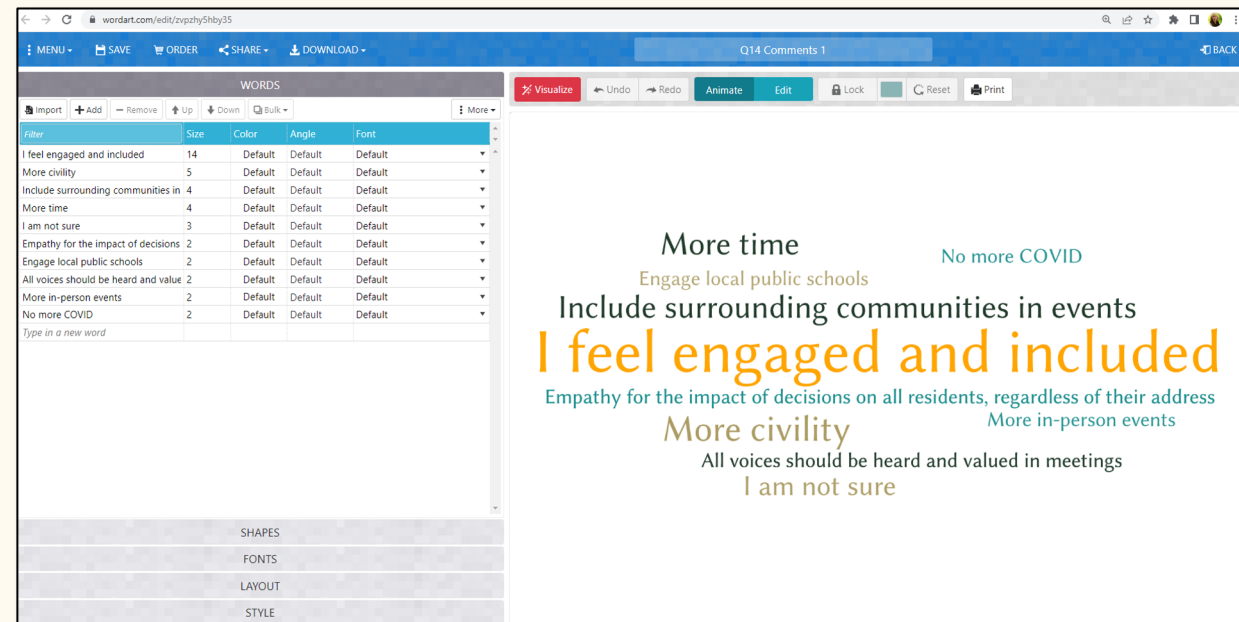 wordart.com/edit/zvpzhy5hby35
MENU SAVE ORDER SHARE DOWNLOAD Q14 Comments 1 BACK
WORDS
Import Add Remove Up Down Bulk More
Filter Size Color Angle Font
I feel engaged and included 14 Default Default Default
More civility 5 Default Default Default
Include surrounding communities in 4 Default Default Default
More time 4 Default Default Default
I am not sure 3 Default Default Default
Empathy for the impact of decisions 2 Default Default Default
Engage local public schools 2 Default Default Default
All voices should be heard and value 2 Default Default Default
More in-person events 2 Default Default Default
No more COVID 2 Default Default Default
Type in a new word
SHAPES
FONTS
LAYOUT
STYLE
Visualize Undo Redo Animate Edit Lock Reset Print
More time
No more COVID
Engage local public schools
Include surrounding communities in events
I feel engaged and included
Empathy for the impact of decisions on all residents, regardless of their address
More in-person events
More civility
All voices should be heard and valued in meetings
I am not sure